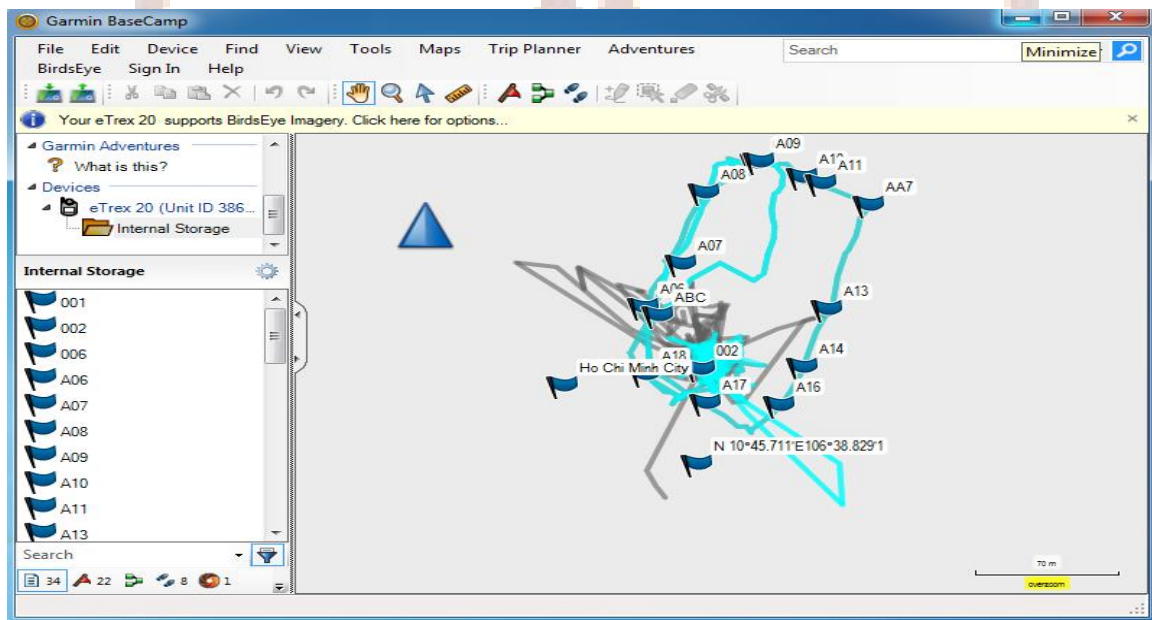 Garmin BaseCamp
File Edit Device Find View Tools Maps Trip Planner Adventures
Search
Minimize
BirdsEye Sign In Help
Your eTrex 20 supports BirdsEye Imagery. Click here for options...
Garmin Adventures
? What is this?
Devices
eTrex 20 (Unit ID 386...
Internal Storage
Internal Storage
001
002
006
A06
A07
A08
A09
A10
A11
A13
Search
34 22 8 1
A09
A11
A08
AA7
A07
ABC
A13
A18
002
A14
Ho Chi Minh City
A17
A16
N 10°45.711'E106°38.829'1
70 m
overzoom